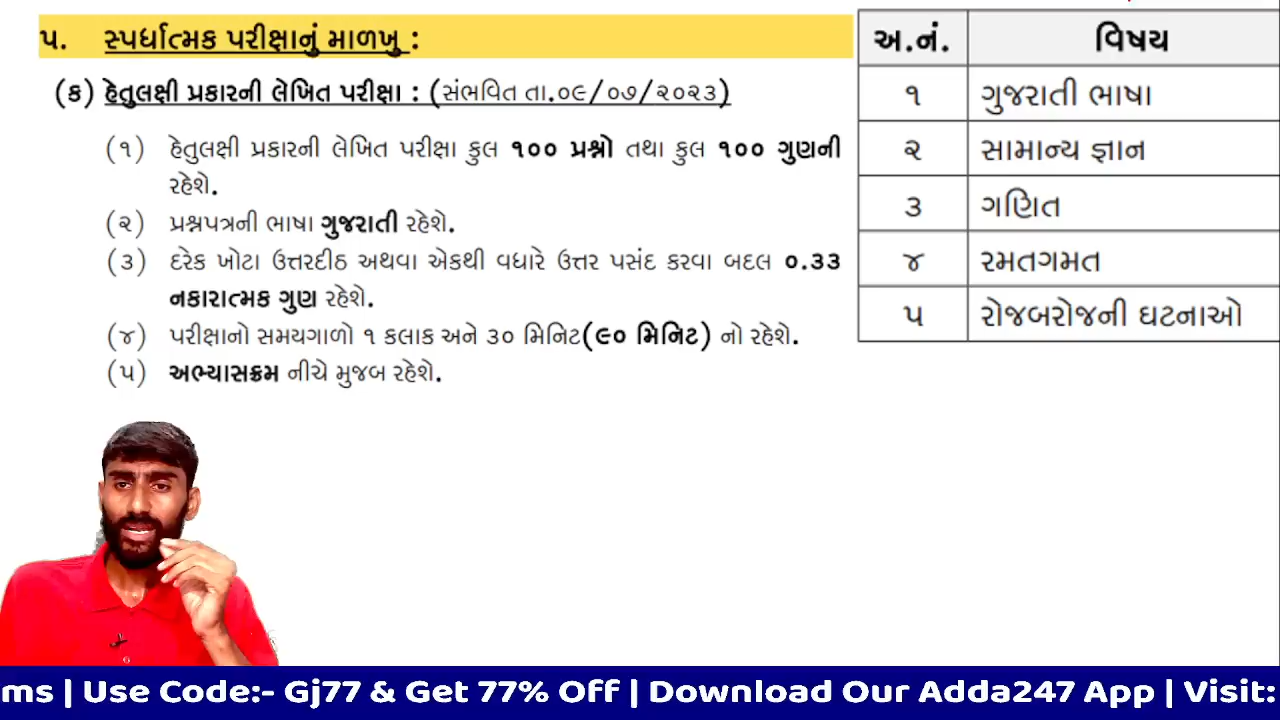 ૫. સ્પર્ધાત્મક પરીક્ષાનું માળખુ :
(ક) હેતુલક્ષી પ્રકારની લેખિત પરીક્ષા : (સંભવિત તા.૦૯/૦૭/૨૦૨૩)
(૧) હેતુલક્ષી પ્રકારની લેખિત પરીક્ષા કુલ ૧૦૦ પ્રશ્નો તથા કુલ ૧૦૦ ગુણની
રહેશે.
(૨) પ્રશ્નપત્રની ભાષા ગુજરાતી રહેશે.
(૩) દરેક ખોટા ઉત્તરદીઠ અથવા એકથી વધારે ઉત્તર પસંદ કરવા બદલ ૦.૩૩
નકારાત્મક ગુણ રહેશે.
(૪) પરીક્ષાનો સમયગાળો ૧ કલાક અને ૩૦ મિનિટ(૯૦ મિનિટ) નો રહેશે.
(૫) અભ્યાસક્રમ નીચે મુજબ રહેશે.
અ.નં. વિષય
૧ ગુજરાતી ભાષા
૨ સામાન્ય જ્ઞાન
૩ ગણિત
૪ રમતગમત
૫ રોજબરોજની ઘટનાઓ
ms | Use Code:- Gj77 & Get 77% Off | Download Our Adda247 App | Visit: